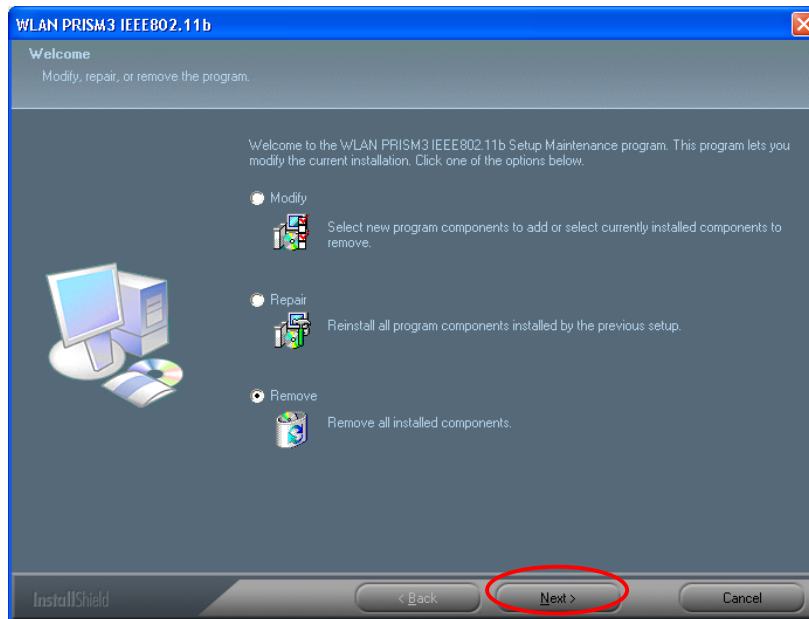 WLAN PRISM3 IEEE802.11b
Welcome
Modify, repair, or remove the program.
Welcome to the WLAN PRISM3 IEEE802.11b Setup Maintenance program. This program lets you
modify the current installation. Click one of the options below.
Modify
Select new program components to add or select currently installed components to
remove.
Repair
Reinstall all program components installed by the previous setup.
Remove
Remove all installed components.
InstallShield
< Back
Next >
Cancel